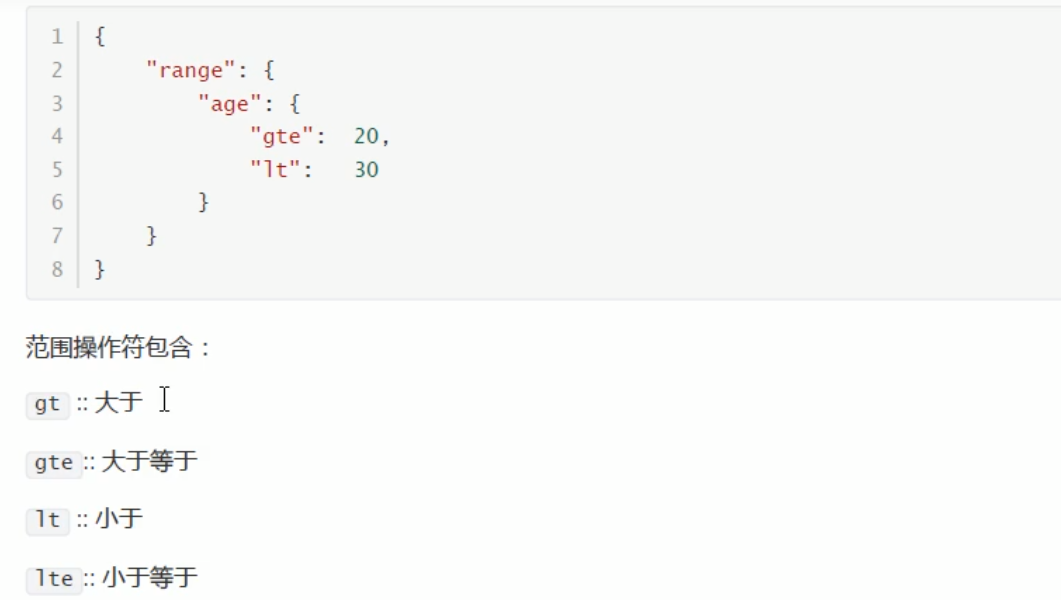 1 {
2     "range": {
3         "age": {
4             "gte":  20,
5             "lt":   30
6         }
7     }
8 }
范围操作符包含：
gt :: 大于
gte :: 大于等于
lt :: 小于
lte :: 小于等于